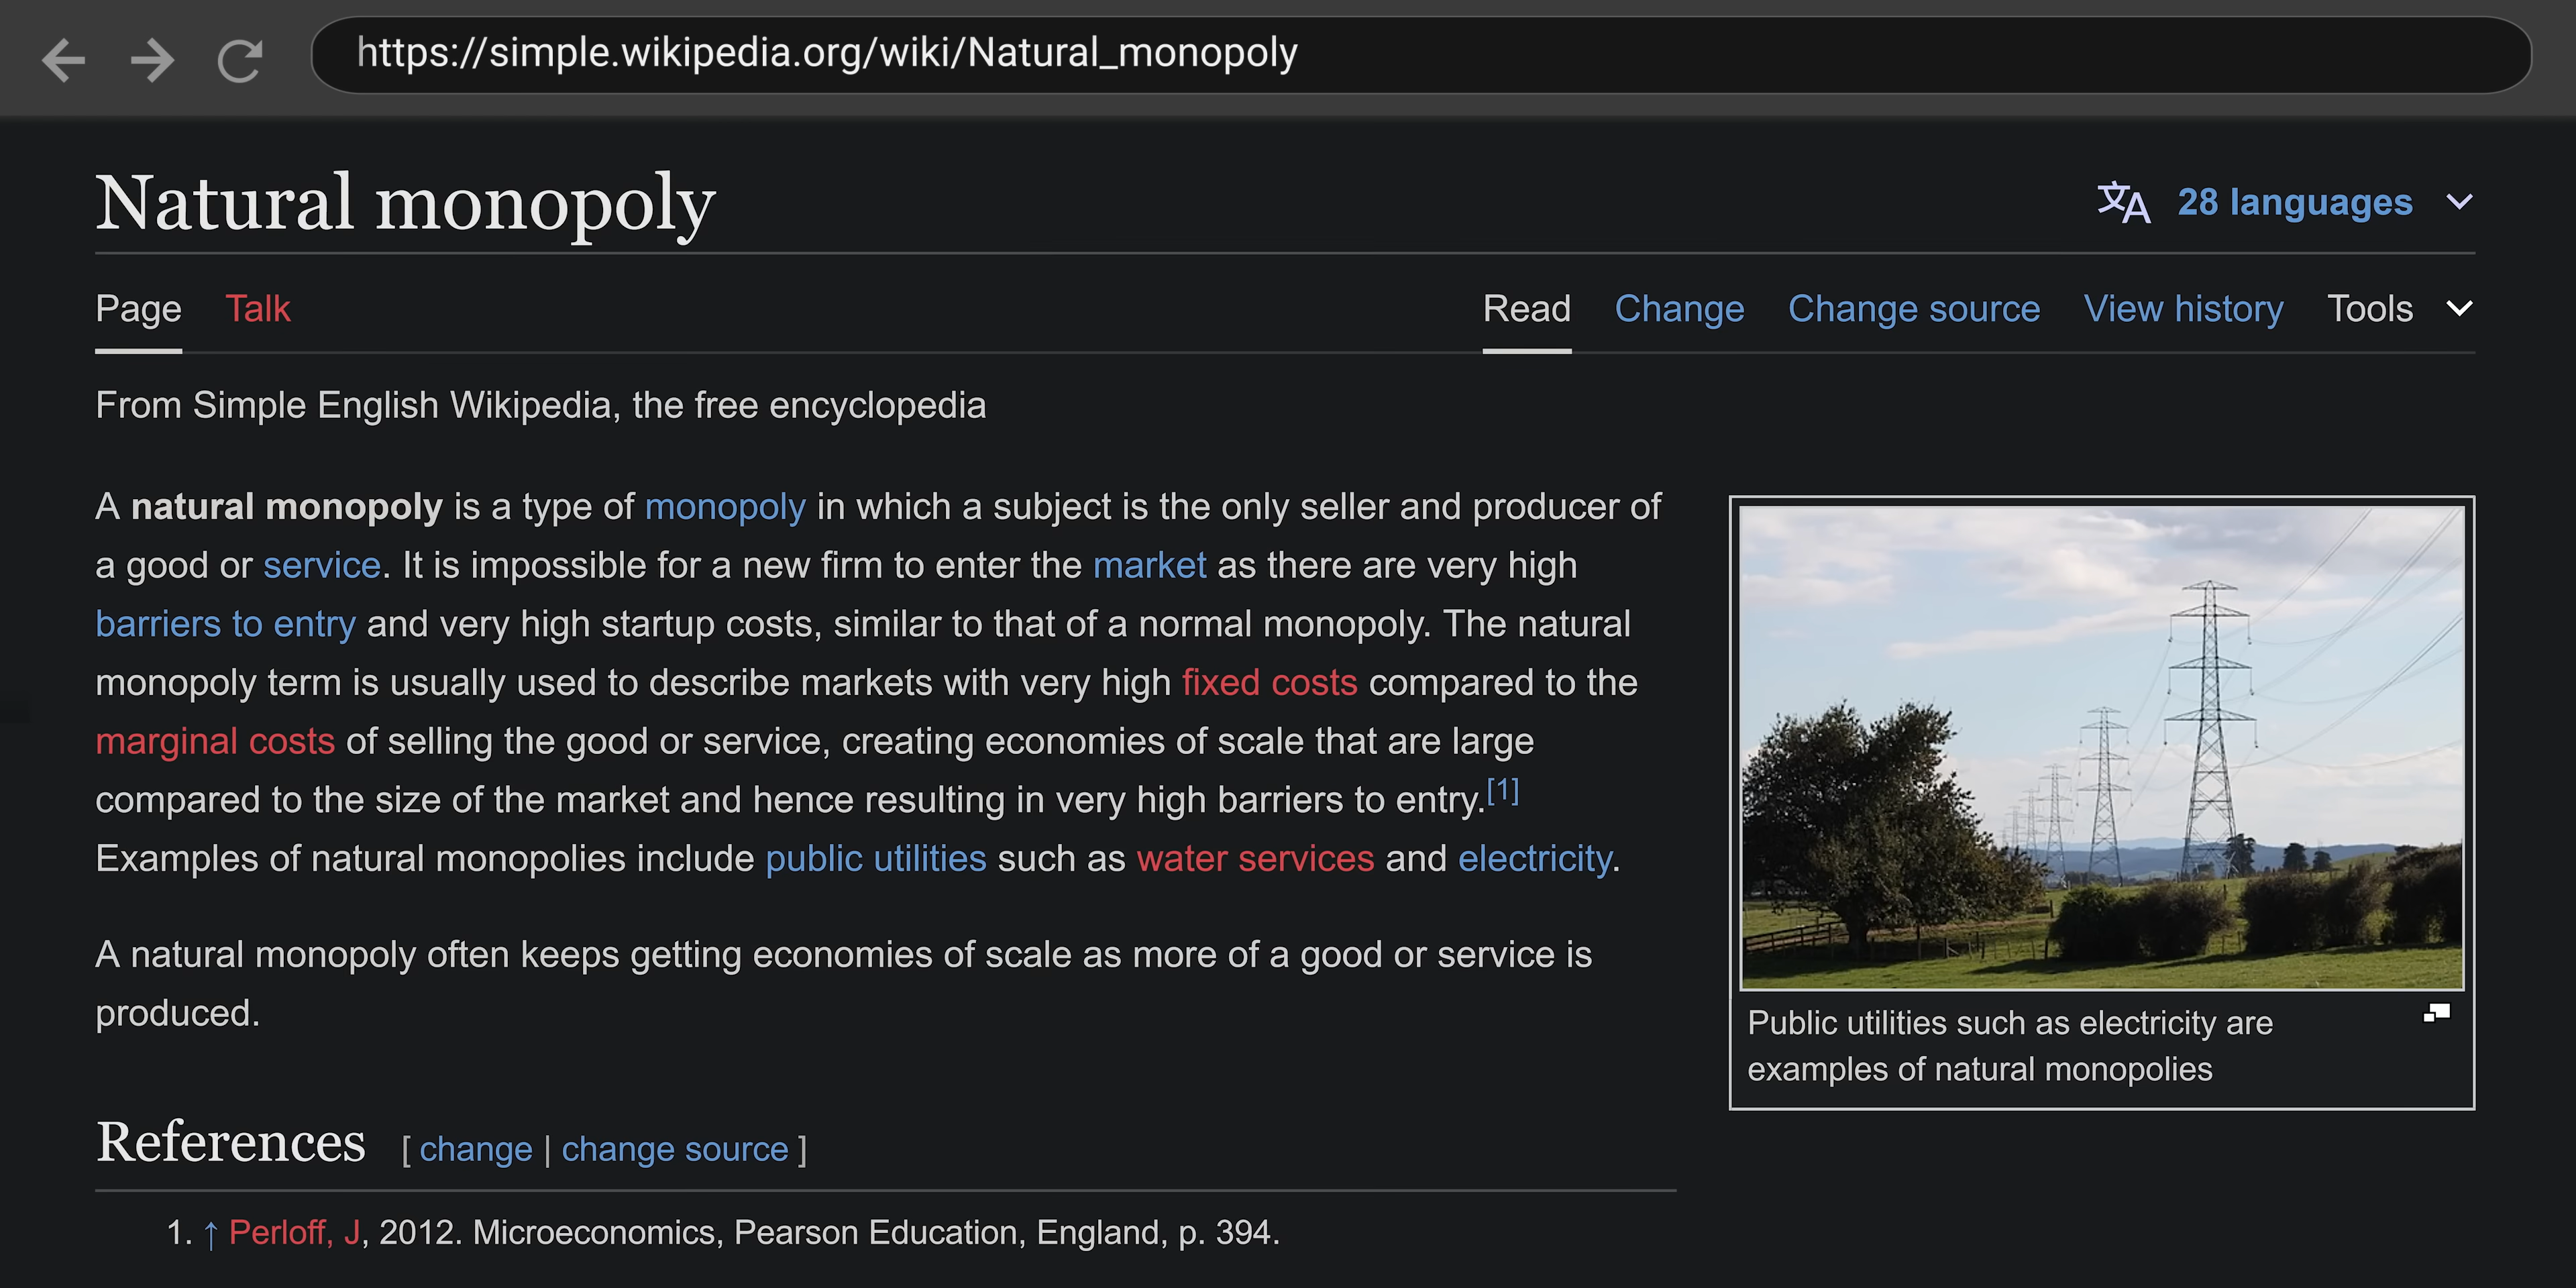 https://simple.wikipedia.org/wiki/Natural_monopoly
Natural monopoly
文A 28 languages
Page Talk Read Change Change source View history Tools
From Simple English Wikipedia, the free encyclopedia
A natural monopoly is a type of monopoly in which a subject is the only seller and producer of
a good or service. It is impossible for a new firm to enter the market as there are very high
barriers to entry and very high startup costs, similar to that of a normal monopoly. The natural
monopoly term is usually used to describe markets with very high fixed costs compared to the
marginal costs of selling the good or service, creating economies of scale that are large
compared to the size of the market and hence resulting in very high barriers to entry.[1]
Examples of natural monopolies include public utilities such as water services and electricity.
A natural monopoly often keeps getting economies of scale as more of a good or service is
produced.
Public utilities such as electricity are
examples of natural monopolies
References [ change | change source ]
1. ↑ Perloff, J, 2012. Microeconomics, Pearson Education, England, p. 394.